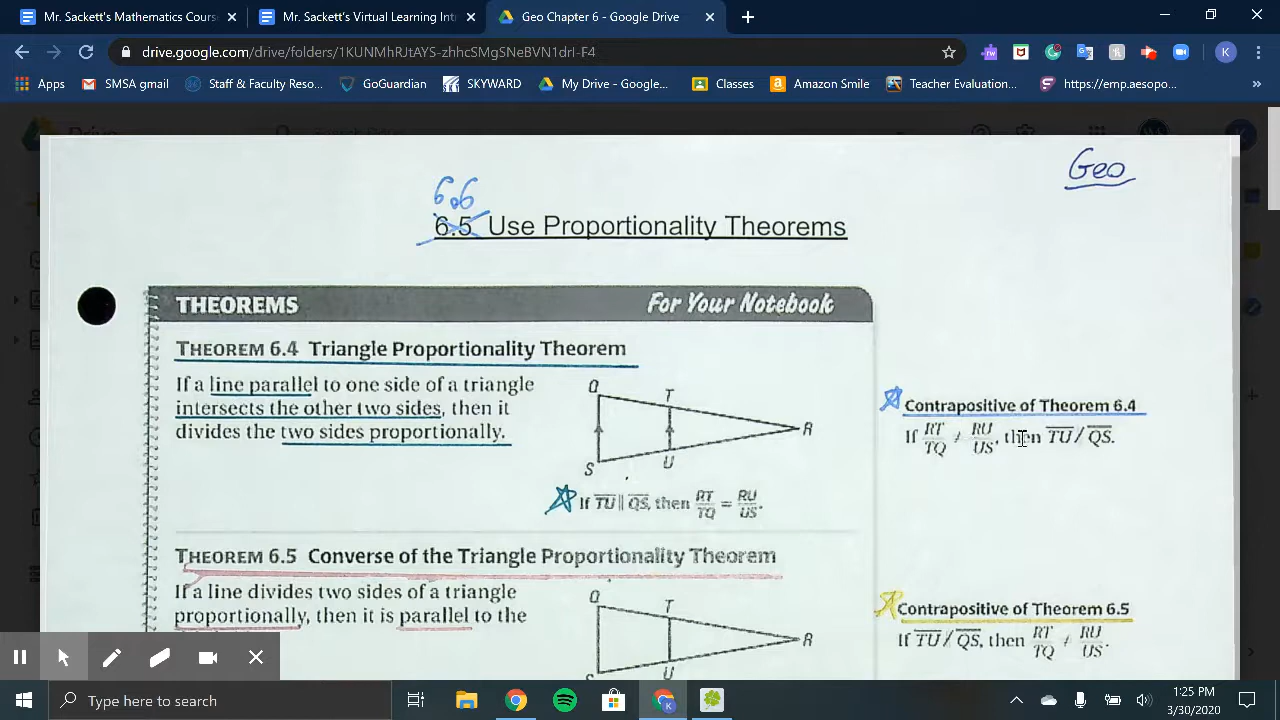 Mr. Sackett's Mathematics Cours
Mr. Sackett's Virtual Learning Int
Geo Chapter 6 - Google Drive
drive.google.com/drive/folders/1KUNMhRJtAYS-zhhcSMgSNeBVN1drI-F4
K
Apps
SMSA gmail
Staff & Faculty Reso...
GoGuardian
SKYWARD
My Drive - Google...
Classes
Amazon Smile
Teacher Evaluation...
https://emp.aesopo...
»
Geo
6.6
6.5 Use Proportionality Theorems
THEOREMS
For Your Notebook
THEOREM 6.4 Triangle Proportionality Theorem
If a line parallel to one side of a triangle
intersects the other two sides, then it
divides the two sides proportionally.
Q
T
R
S
U
If TU ∥ QS, then RT/TQ = RU/US.
Contrapositive of Theorem 6.4
If RT/TQ ≠ RU/US, then TU ∦ QS.
THEOREM 6.5 Converse of the Triangle Proportionality Theorem
If a line divides two sides of a triangle
proportionally, then it is parallel to the
Q
T
R
S
U
Contrapositive of Theorem 6.5
If TU ∦ QS, then RT/TQ ≠ RU/US.
Type here to search
1:25 PM
3/30/2020